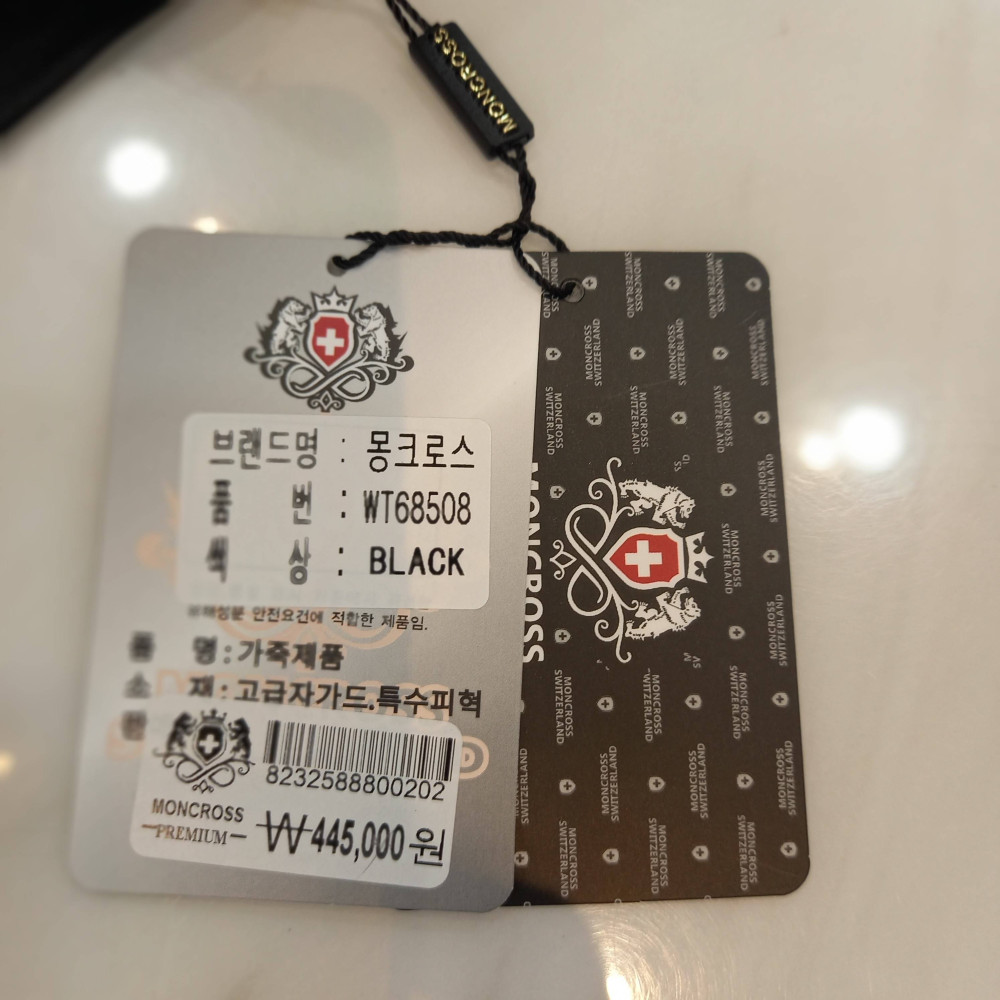 MONCROSS
브랜드명 : 몽크로스
품 번 : WT68508
색 상 : BLACK
안전요건에 적합한 제품임.
품 명 : 가죽제품
소 재 : 고급자가드.특수피혁
8232588800202
MONCROSS
PREMIUM
₩445,000원
MONCROSS
MONCROSS
SWITZERLAND